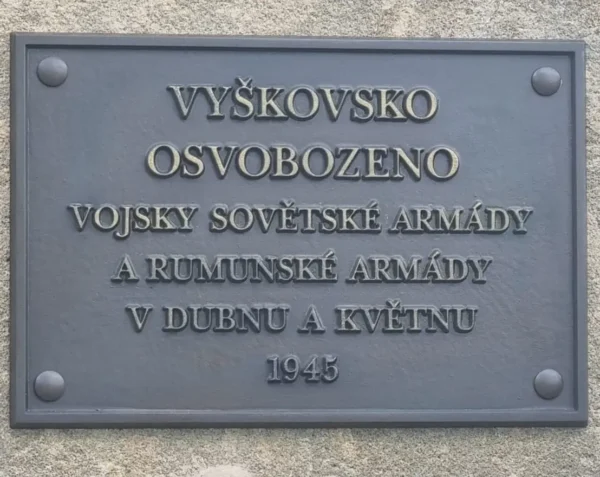 VYŠKOVSKO
OSVOBOZENO
VOJSKY SOVĚTSKÉ ARMÁDY
A RUMUNSKÉ ARMÁDY
V DUBNU A KVĚTNU
1945